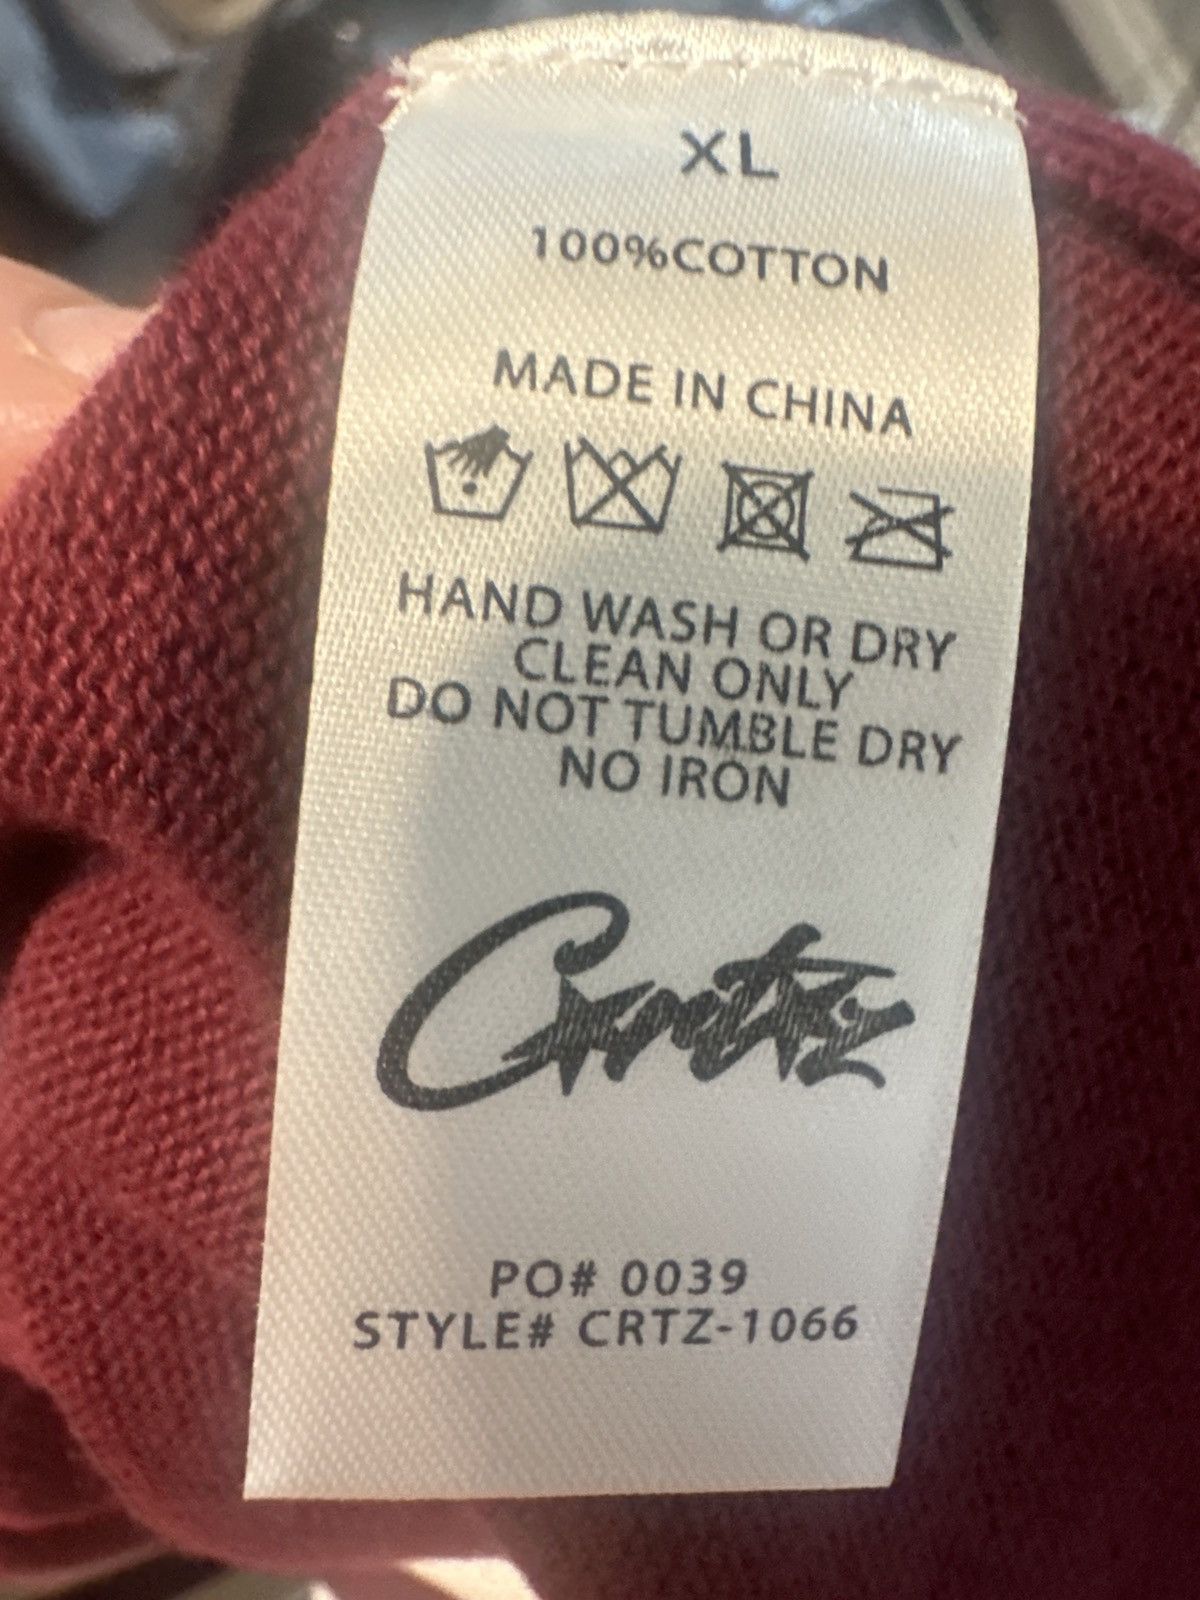 XL
100%COTTON
MADE IN CHINA
HAND WASH OR DRY
CLEAN ONLY
DO NOT TUMBLE DRY
NO IRON
Crtz
PO# 0039
STYLE# CRTZ-1066